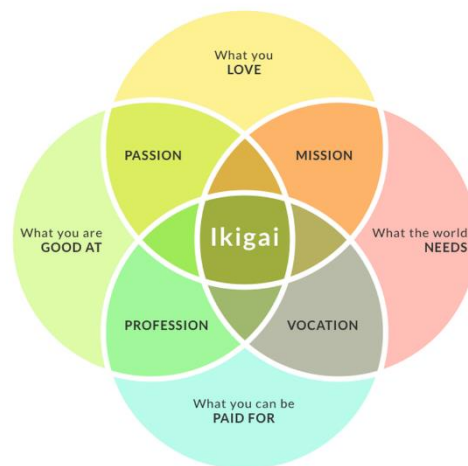 What you
LOVE
PASSION
MISSION
What you are
GOOD AT
Ikigai
What the world
NEEDS
PROFESSION
VOCATION
What you can be
PAID FOR